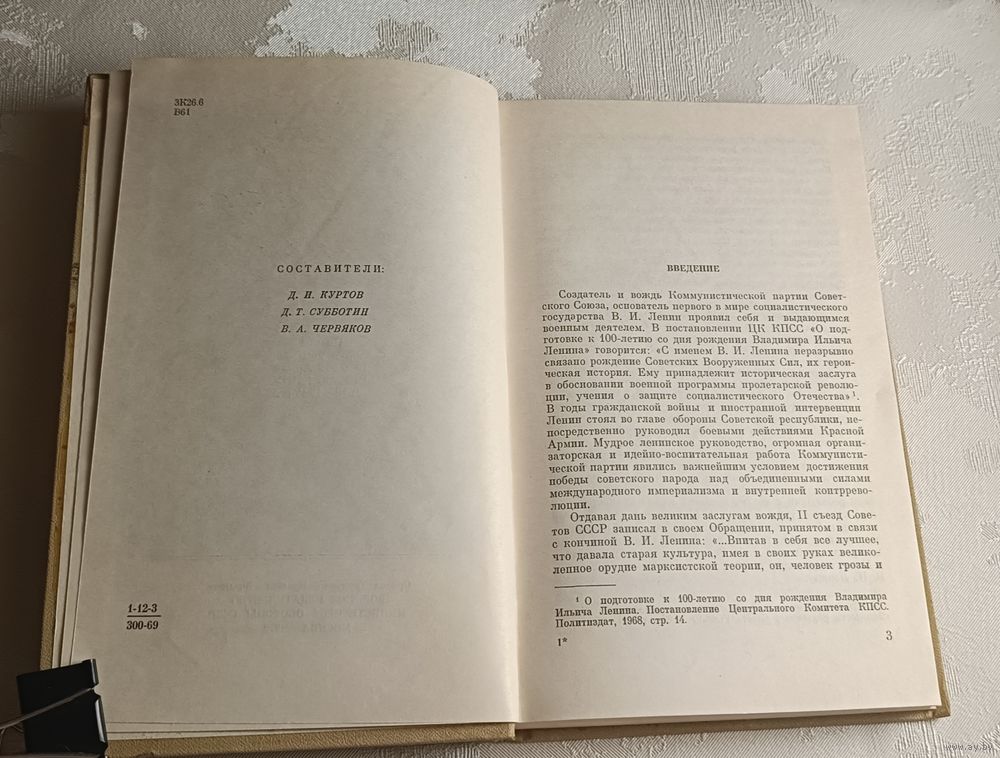 3К26.6
В61
СОСТАВИТЕЛИ:
Д. И. КУРТОВ
Д. Т. СУББОТИН
В. А. ЧЕРВЯКОВ
1-12-3
300-69
ВВЕДЕНИЕ
Создатель и вождь Коммунистической партии Совет-
ского Союза, основатель первого в мире социалистического
государства В. И. Ленин проявил себя и выдающимся
военным деятелем. В постановлении ЦК КПСС «О под-
готовке к 100-летию со дня рождения Владимира Ильича
Ленина» говорится: «С именем В. И. Ленина неразрывно
связано рождение Советских Вооруженных Сил, их герои-
ческая история. Ему принадлежит историческая заслуга
в обосновании военной программы пролетарской револю-
ции, учения о защите социалистического Отечества»¹.
В годы гражданской войны и иностранной интервенции
Ленин стоял во главе обороны Советской республики, не-
посредственно руководил боевыми действиями Красной
Армии. Мудрое ленинское руководство, огромная органи-
заторская и идейно-воспитательная работа Коммунисти-
ческой партии явились важнейшим условием достижения
победы советского народа над объединенными силами
международного империализма и внутренней контррево-
люции.
Отдавая дань великим заслугам вождя, II съезд Сове-
тов СССР записал в своем Обращении, принятом в связи
с кончиной В. И. Ленина: «...Впитав в себя все лучшее,
что давала старая культура, имея в своих руках велико-
лепное орудие марксистской теории, он, человек грозы и
¹ О подготовке к 100-летию со дня рождения Владимира
Ильича Ленина. Постановление Центрального Комитета КПСС.
Политиздат, 1968, стр. 14.
1*
3
www.ay.by